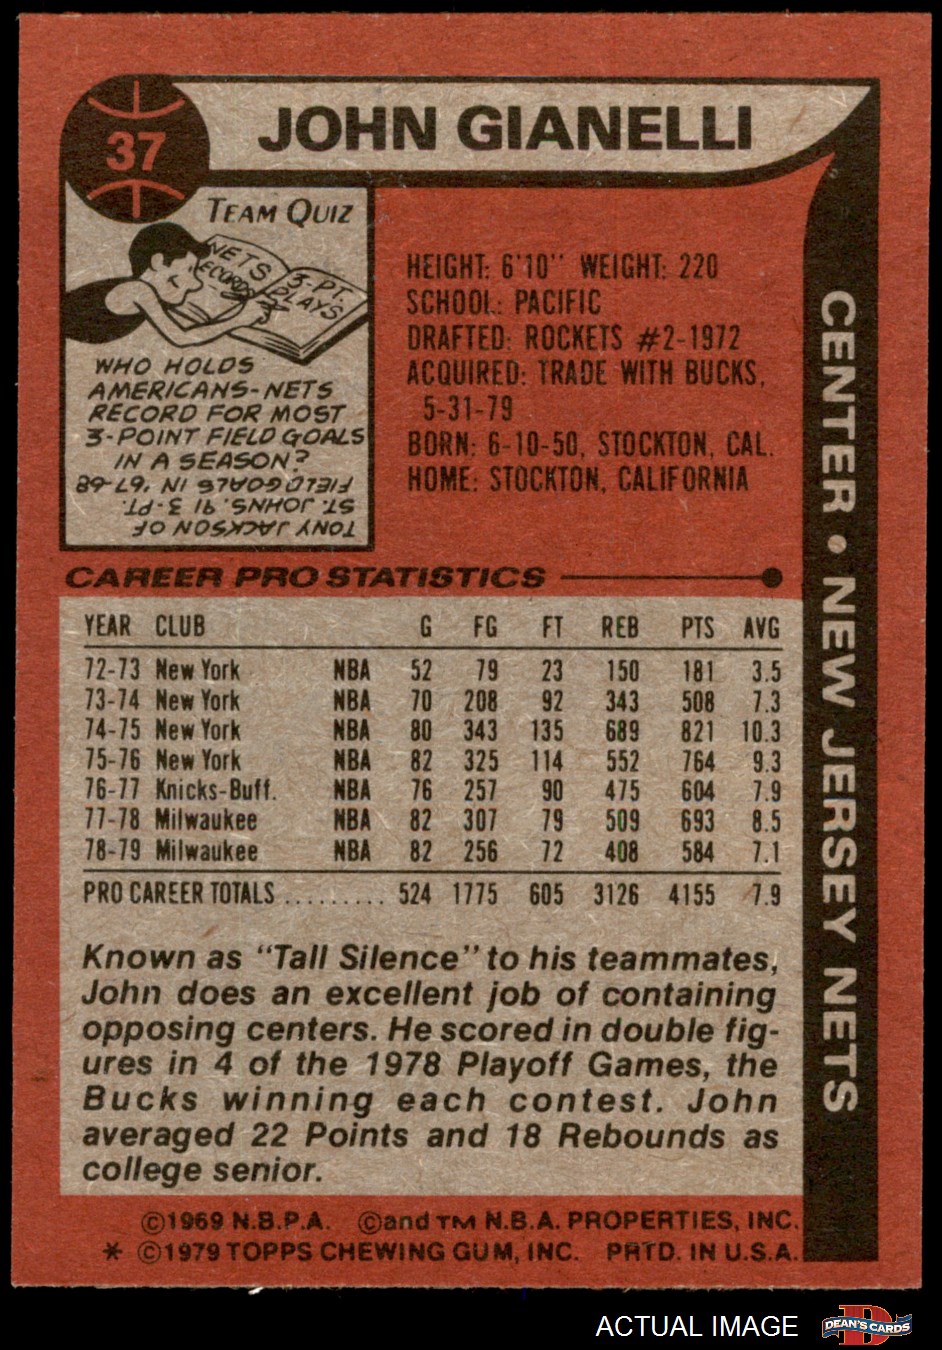 37
JOHN GIANELLI
TEAM QUIZ
NETS
RECORDS
3-PT.
PLAYS
WHO HOLDS
AMERICANS-NETS
RECORD FOR MOST
3-POINT FIELD GOALS
IN A SEASON?
TONY JACKSON OF
ST. JOHNS, 91 3-PT.
FIELD GOALS IN '67-68
HEIGHT: 6'10" WEIGHT: 220
SCHOOL: PACIFIC
DRAFTED: ROCKETS #2-1972
ACQUIRED: TRADE WITH BUCKS,
5-31-79
BORN: 6-10-50, STOCKTON, CAL.
HOME: STOCKTON, CALIFORNIA
CENTER • NEW JERSEY NETS
CAREER PRO STATISTICS
YEAR CLUB G FG FT REB PTS AVG
72-73 New York NBA 52 79 23 150 181 3.5
73-74 New York NBA 70 208 92 343 508 7.3
74-75 New York NBA 80 343 135 689 821 10.3
75-76 New York NBA 82 325 114 552 764 9.3
76-77 Knicks-Buff. NBA 76 257 90 475 604 7.9
77-78 Milwaukee NBA 82 307 79 509 693 8.5
78-79 Milwaukee NBA 82 256 72 408 584 7.1
PRO CAREER TOTALS ......... 524 1775 605 3126 4155 7.9
Known as "Tall Silence" to his teammates,
John does an excellent job of containing
opposing centers. He scored in double fig-
ures in 4 of the 1978 Playoff Games, the
Bucks winning each contest. John
averaged 22 Points and 18 Rebounds as
college senior.
©1969 N.B.P.A. ©and TM N.B.A. PROPERTIES, INC.
* ©1979 TOPPS CHEWING GUM, INC. PRTD. IN U.S.A.
ACTUAL IMAGE
D
DEAN'S CARDS